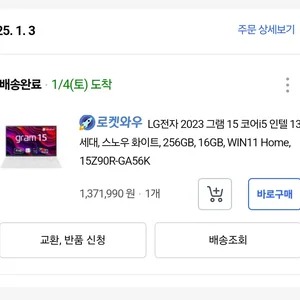 25. 1. 3
주문 상세보기
배송완료 · 1/4(토) 도착
gram 15
로켓와우 LG전자 2023 그램 15 코어i5 인텔 13
세대, 스노우 화이트, 256GB, 16GB, WIN11 Home,
15Z90R-GA56K
1,371,990 원 · 1개
바로구매
교환, 반품 신청
배송조회